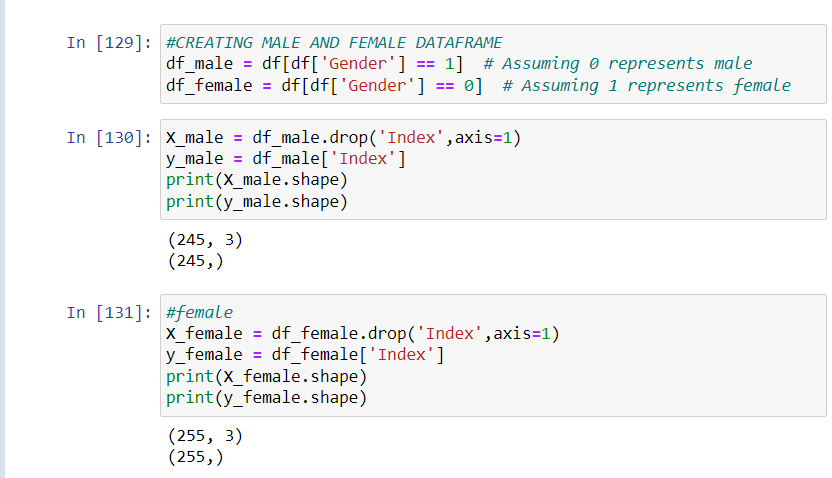 In [129]: #CREATING MALE AND FEMALE DATAFRAME
df_male = df[df['Gender'] == 1]  # Assuming 0 represents male
df_female = df[df['Gender'] == 0]  # Assuming 1 represents female
In [130]: X_male = df_male.drop('Index',axis=1)
y_male = df_male['Index']
print(X_male.shape)
print(y_male.shape)
(245, 3)
(245,)
In [131]: #female
X_female = df_female.drop('Index',axis=1)
y_female = df_female['Index']
print(X_female.shape)
print(y_female.shape)
(255, 3)
(255,)